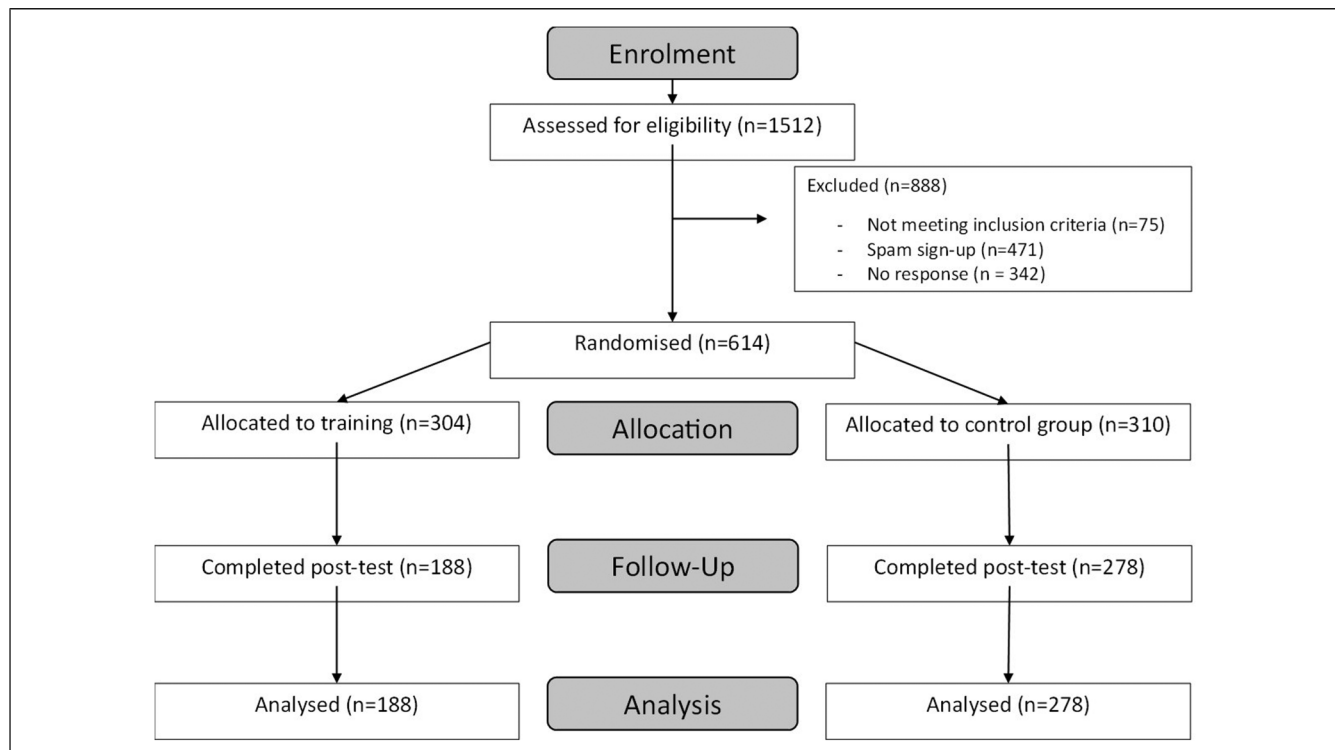 Enrolment
Assessed for eligibility (n=1512)
Excluded (n=888)
- Not meeting inclusion criteria (n=75)
- Spam sign-up (n=471)
- No response (n = 342)
Randomised (n=614)
Allocated to training (n=304)
Allocation
Allocated to control group (n=310)
Completed post-test (n=188)
Follow-Up
Completed post-test (n=278)
Analysed (n=188)
Analysis
Analysed (n=278)